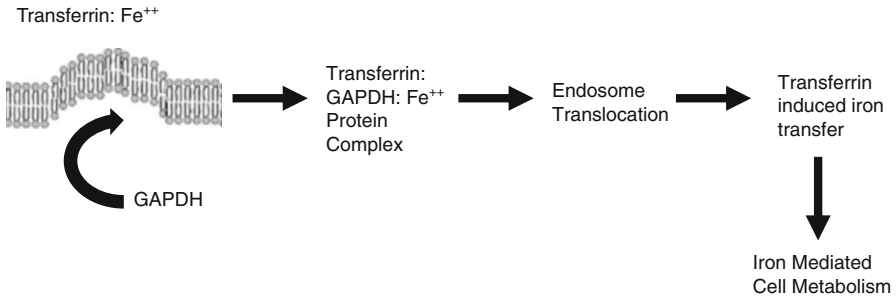 Transferrin: Fe++
GAPDH
Transferrin:
GAPDH: Fe++
Protein
Complex
Endosome
Translocation
Transferrin
induced iron
transfer
Iron Mediated
Cell Metabolism